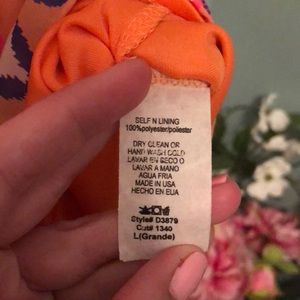 SELF N LINING
100%polyester/poliester
DRY CLEAN OR
HAND WASH COLD
LAVAR EN SECO O
LAVAR A MANO
AGUA FRIA
MADE IN USA
HECHO EN EUA
Style# D3879
Cut# 1340
L(Grande)